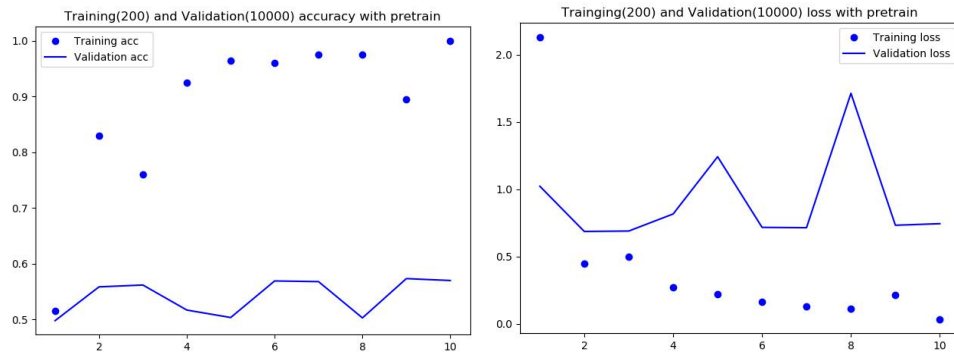 Training(200) and Validation(10000) accuracy with pretrain
1.0
Training acc
Validation acc
0.9
0.8
0.7
0.6
0.5
2 4 6 8 10
Trainging(200) and Validation(10000) loss with pretrain
Training loss
Validation loss
2.0
1.5
1.0
0.5
0.0
2 4 6 8 10